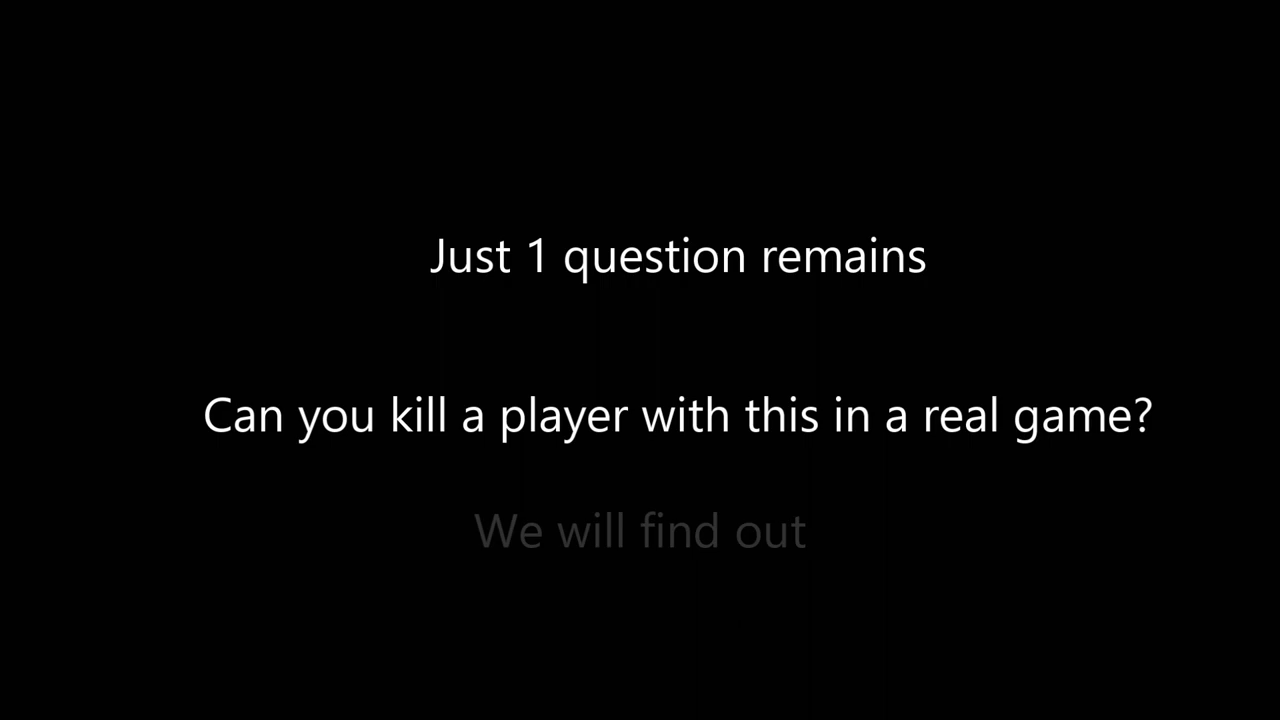 Just 1 question remains
Can you kill a player with this in a real game?
We will find out